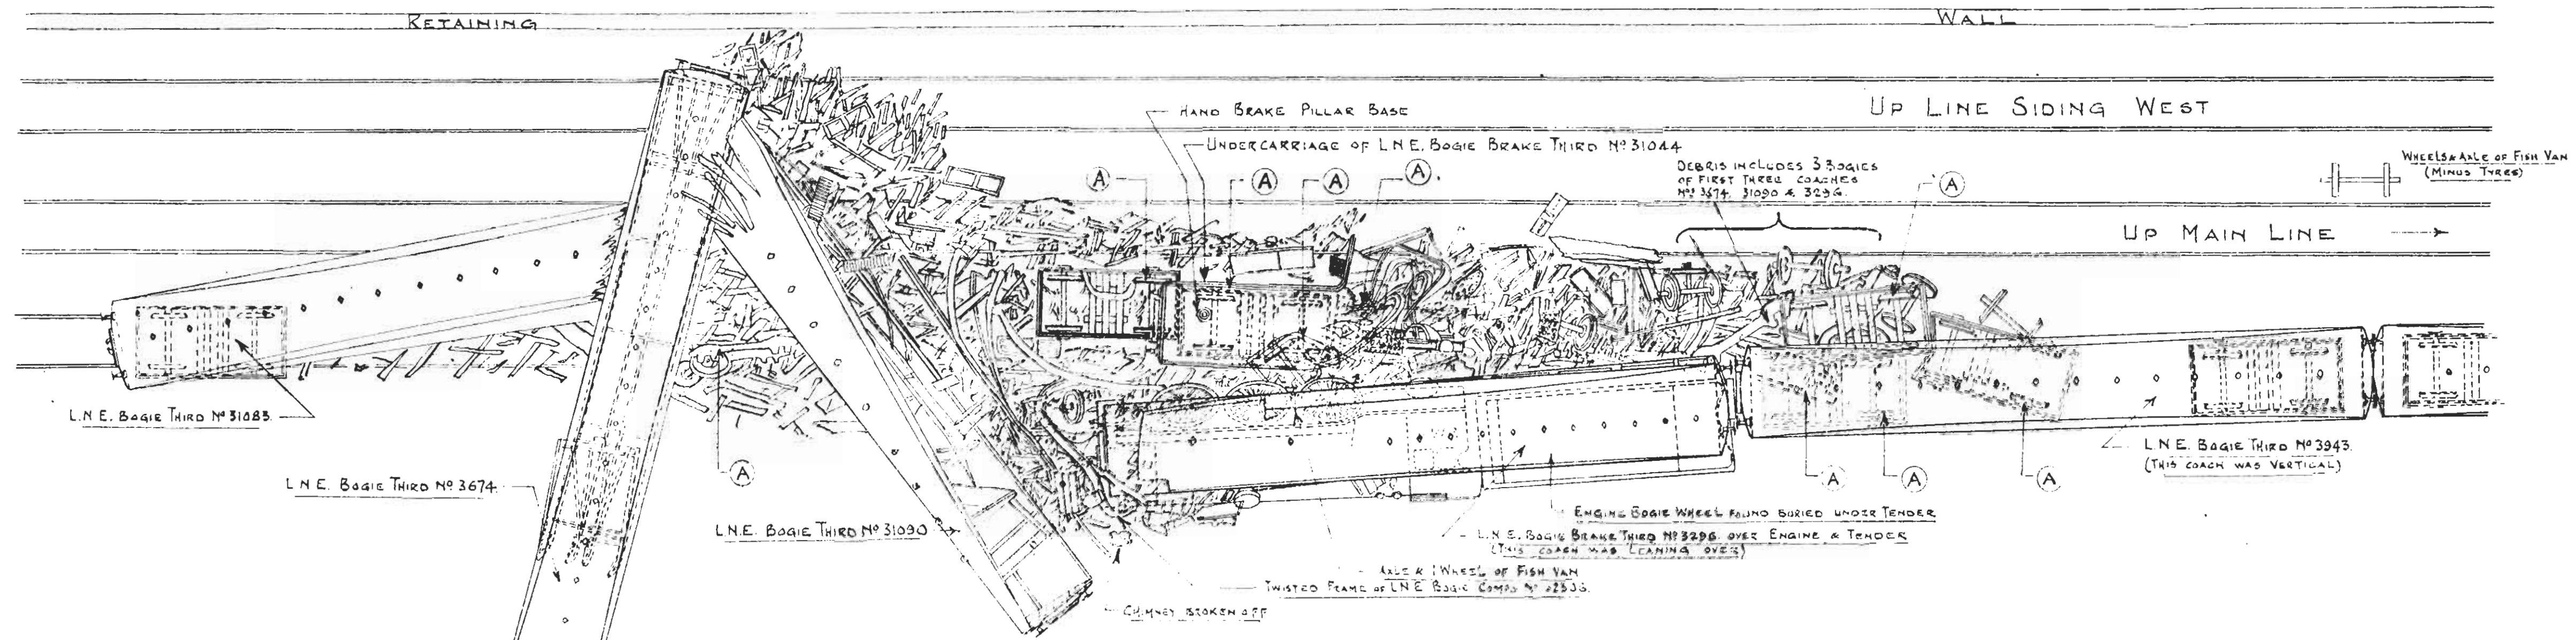 RETAINING WALL
UP LINE SIDING WEST
HAND BRAKE PILLAR BASE
UNDERCARRIAGE OF L.N.E. BOGIE BRAKE THIRD Nº 31044
DEBRIS INCLUDES 3 BOGIES
OF FIRST THREE COACHES
Nºs 3674. 31090 & 3296.
WHEELS & AXLE OF FISH VAN
(MINUS TYRES)
A
A
A
A
A
UP MAIN LINE
L.N.E. BOGIE THIRD Nº 31083.
L.N.E. BOGIE THIRD Nº 3674.
A
L.N.E. BOGIE THIRD Nº 31090
A
A
A
L.N.E. BOGIE THIRD Nº 3943.
(THIS COACH WAS VERTICAL)
ENGINE BOGIE WHEEL FOUND BURIED UNDER TENDER
L.N.E. BOGIE BRAKE THIRD Nº 3296. OVER ENGINE & TENDER
(THIS COACH WAS LEANING OVER)
AXLE & 1 WHEEL OF FISH VAN
TWISTED FRAME OF L.N.E. BOGIE COMPO Nº
CHIMNEY BROKEN OFF